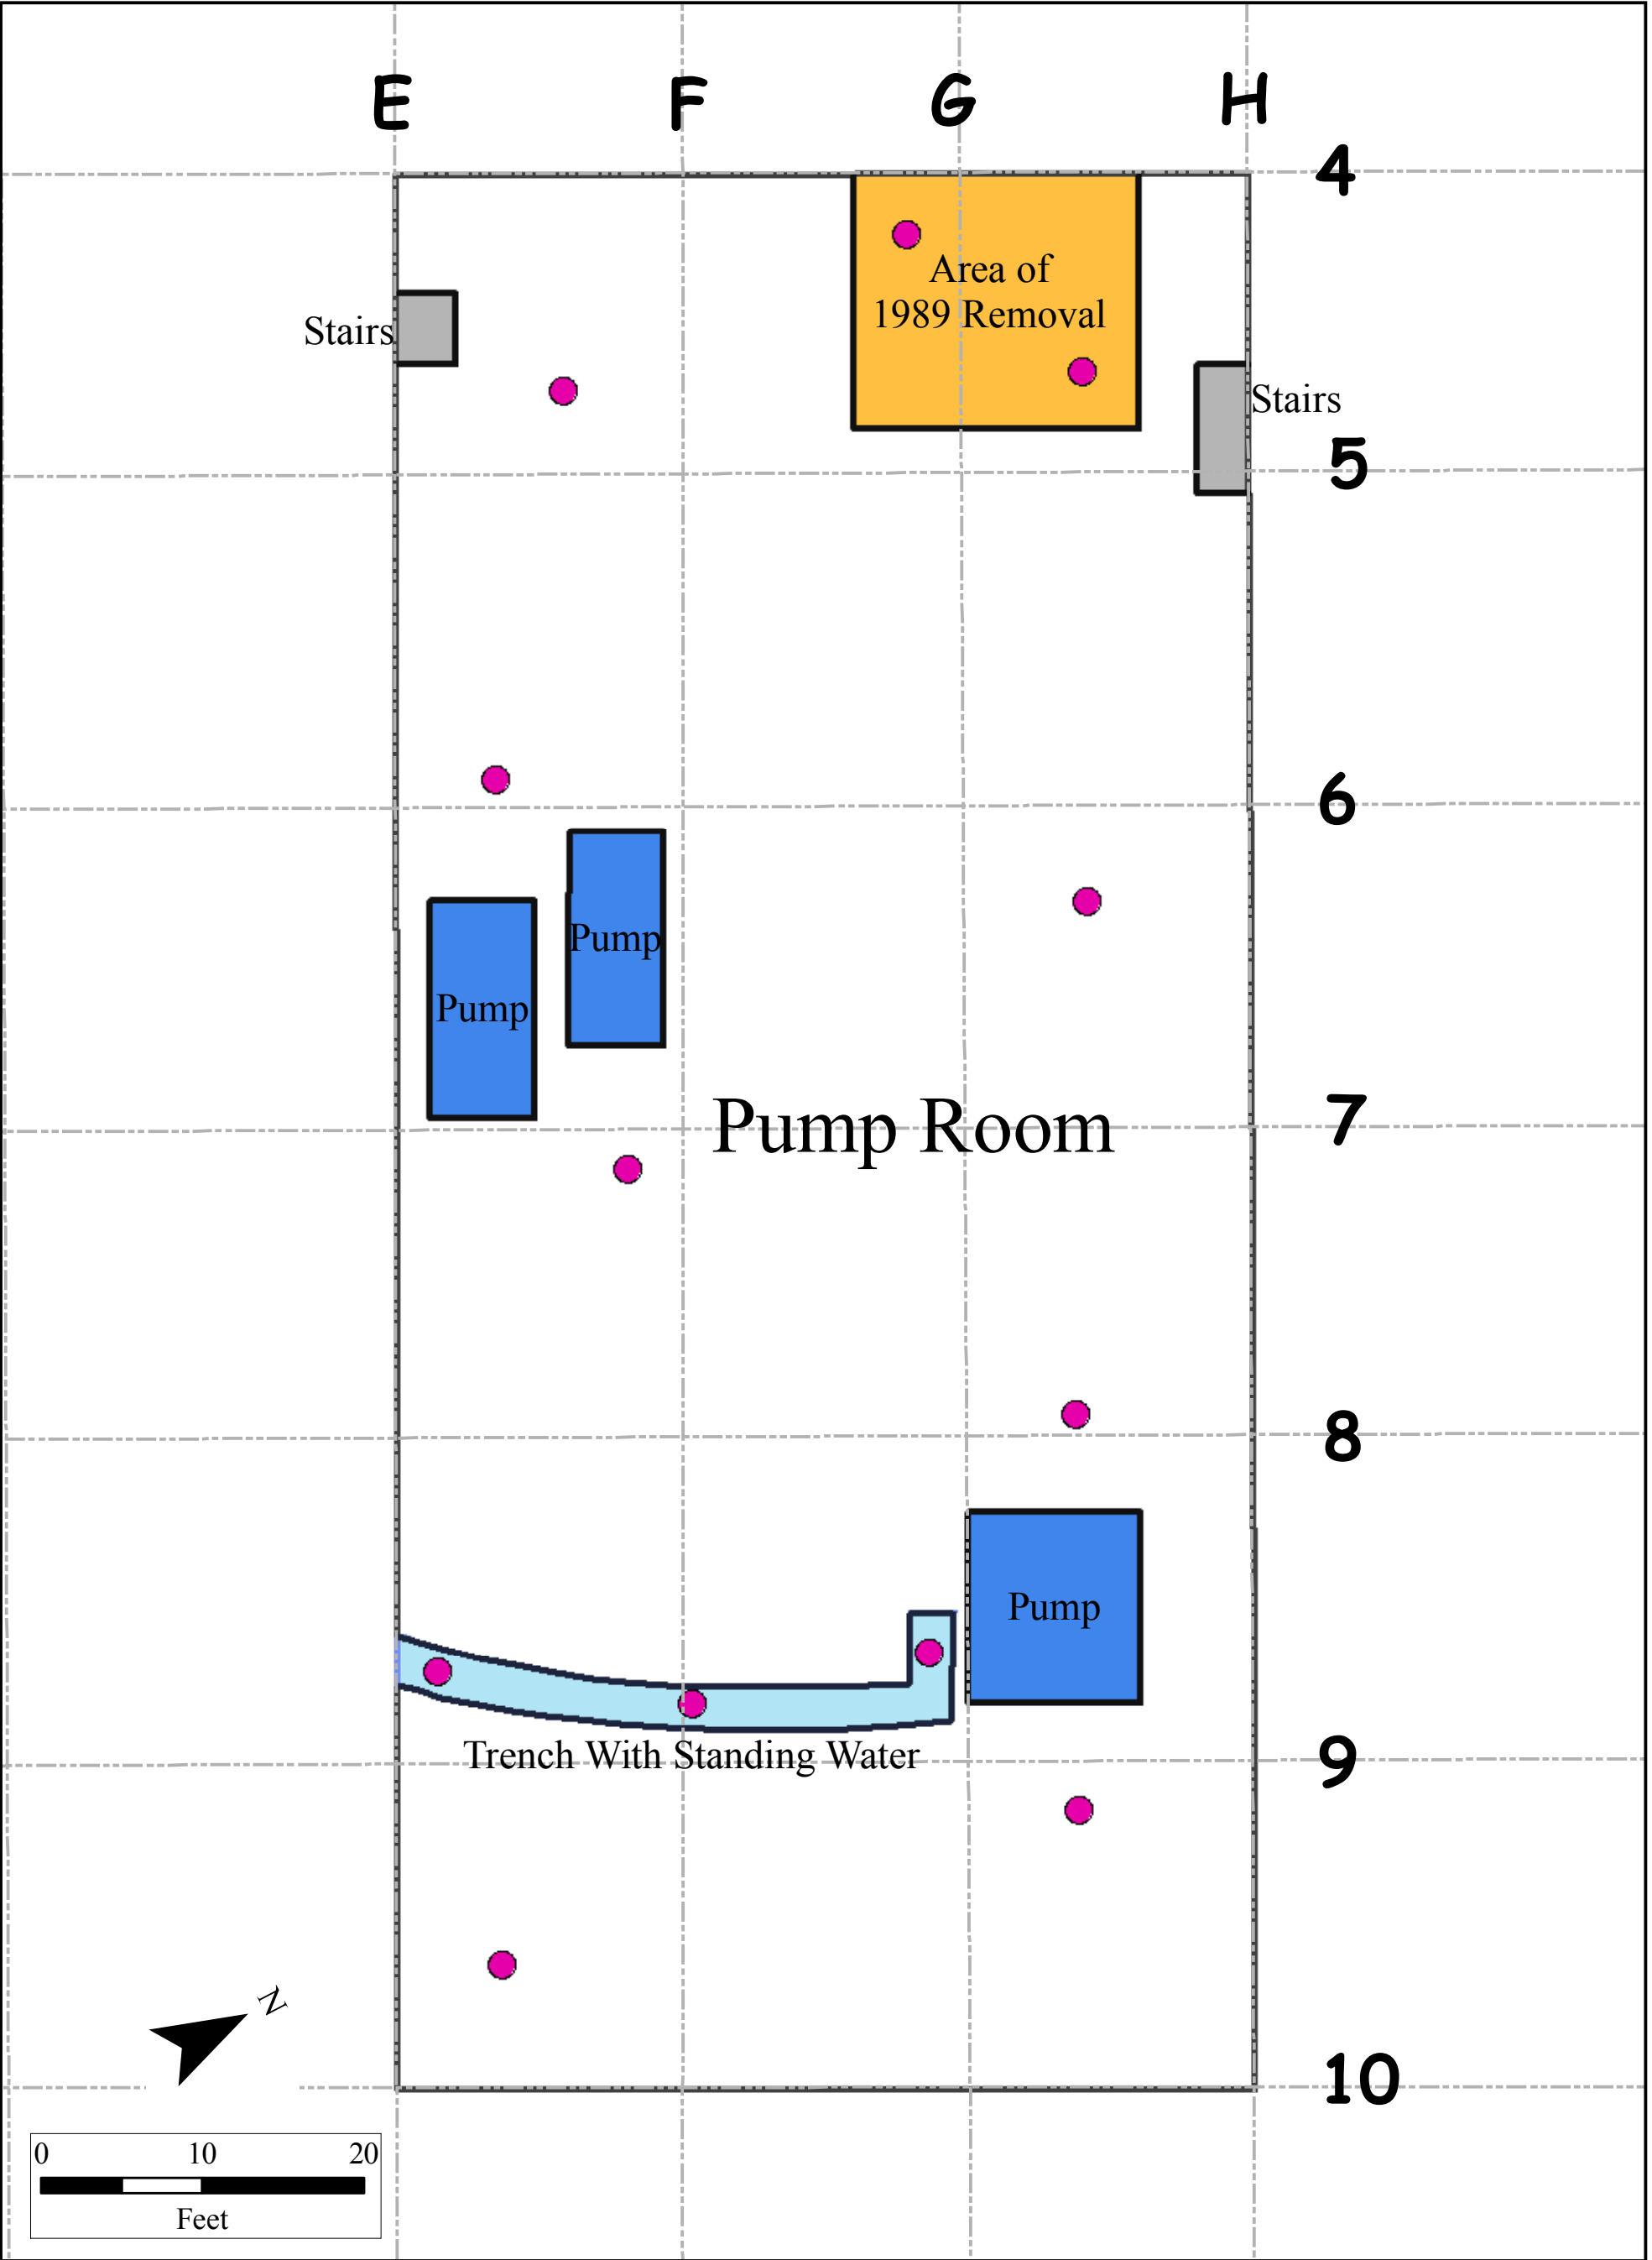 E F G H
4
Area of
1989 Removal
Stairs
Stairs
5
6
Pump
Pump
Pump Room
7
8
Pump
Trench With Standing Water
9
N
10
0 10 20
Feet